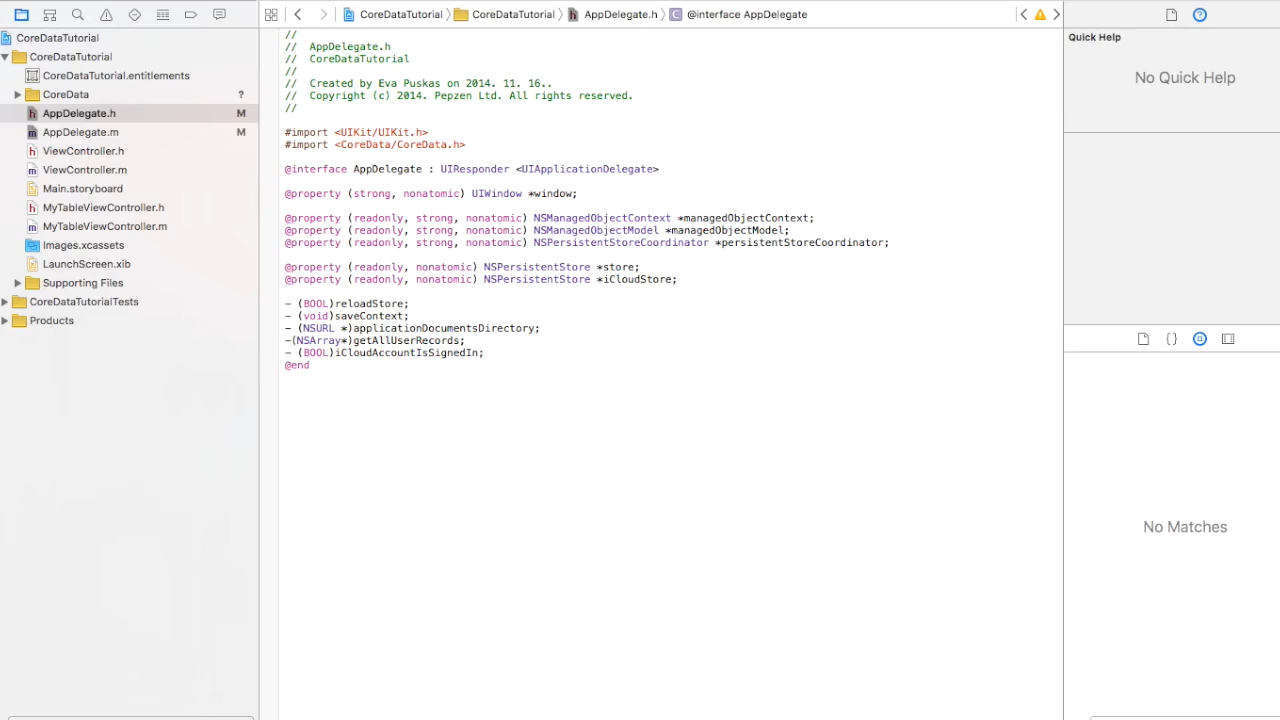 CoreDataTutorial
CoreDataTutorial
AppDelegate.h
@interface AppDelegate
CoreDataTutorial
CoreDataTutorial
CoreDataTutorial.entitlements
CoreData ?
AppDelegate.h M
AppDelegate.m M
ViewController.h
ViewController.m
Main.storyboard
MyTableViewController.h
MyTableViewController.m
Images.xcassets
LaunchScreen.xib
Supporting Files
CoreDataTutorialTests
Products
//
// AppDelegate.h
// CoreDataTutorial
//
// Created by Eva Puskas on 2014. 11. 16..
// Copyright (c) 2014. Pepzen Ltd. All rights reserved.
//
#import <UIKit/UIKit.h>
#import <CoreData/CoreData.h>
@interface AppDelegate : UIResponder <UIApplicationDelegate>
@property (strong, nonatomic) UIWindow *window;
@property (readonly, strong, nonatomic) NSManagedObjectContext *managedObjectContext;
@property (readonly, strong, nonatomic) NSManagedObjectModel *managedObjectModel;
@property (readonly, strong, nonatomic) NSPersistentStoreCoordinator *persistentStoreCoordinator;
@property (readonly, nonatomic) NSPersistentStore *store;
@property (readonly, nonatomic) NSPersistentStore *iCloudStore;
- (BOOL)reloadStore;
- (void)saveContext;
- (NSURL *)applicationDocumentsDirectory;
-(NSArray*)getAllUserRecords;
- (BOOL)iCloudAccountIsSignedIn;
@end
Quick Help
No Quick Help
No Matches